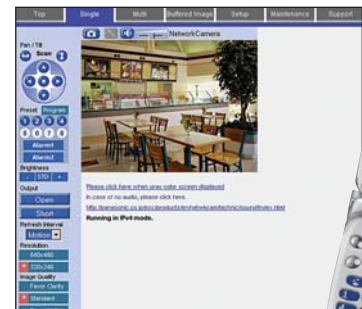 Top Single Multi Buffered Image Setup Maintenance Support
NetworkCamera
Pan / Tilt
Scan
Preset Program
1 2 3 4
5 6 7 8
Alarm1
Alarm2
Brightness
- STD +
Output
Open
Short
Refresh Interval
Motion
Resolution
640x480
320x240
Image Quality
Favor Clarity
Standard
Please click here when gray color screen displayed
In case of no audio, please click here.
Running in IPv4 mode.